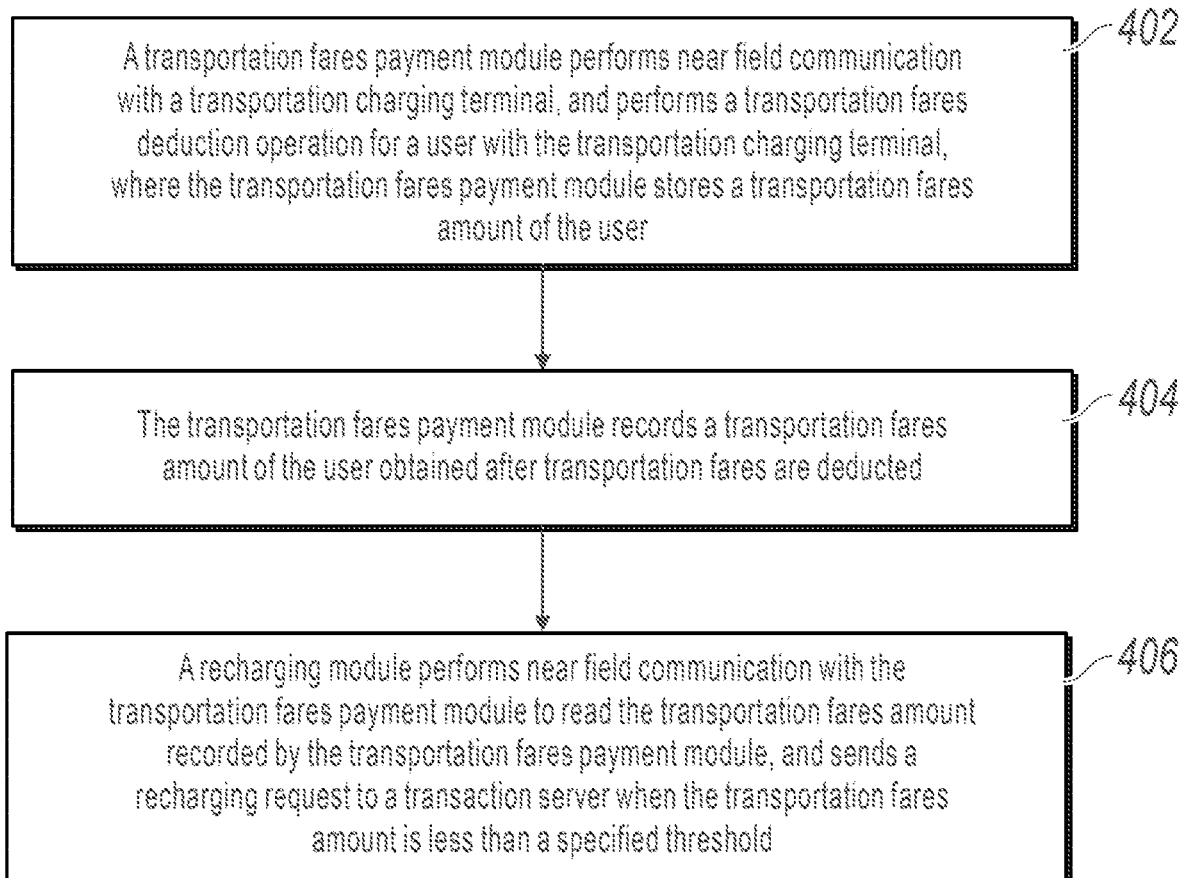 402
A transportation fares payment module performs near field communication
with a transportation charging terminal, and performs a transportation fares
deduction operation for a user with the transportation charging terminal,
where the transportation fares payment module stores a transportation fares
amount of the user
404
The transportation fares payment module records a transportation fares
amount of the user obtained after transportation fares are deducted
406
A recharging module performs near field communication with the
transportation fares payment module to read the transportation fares amount
recorded by the transportation fares payment module, and sends a
recharging request to a transaction server when the transportation fares
amount is less than a specified threshold